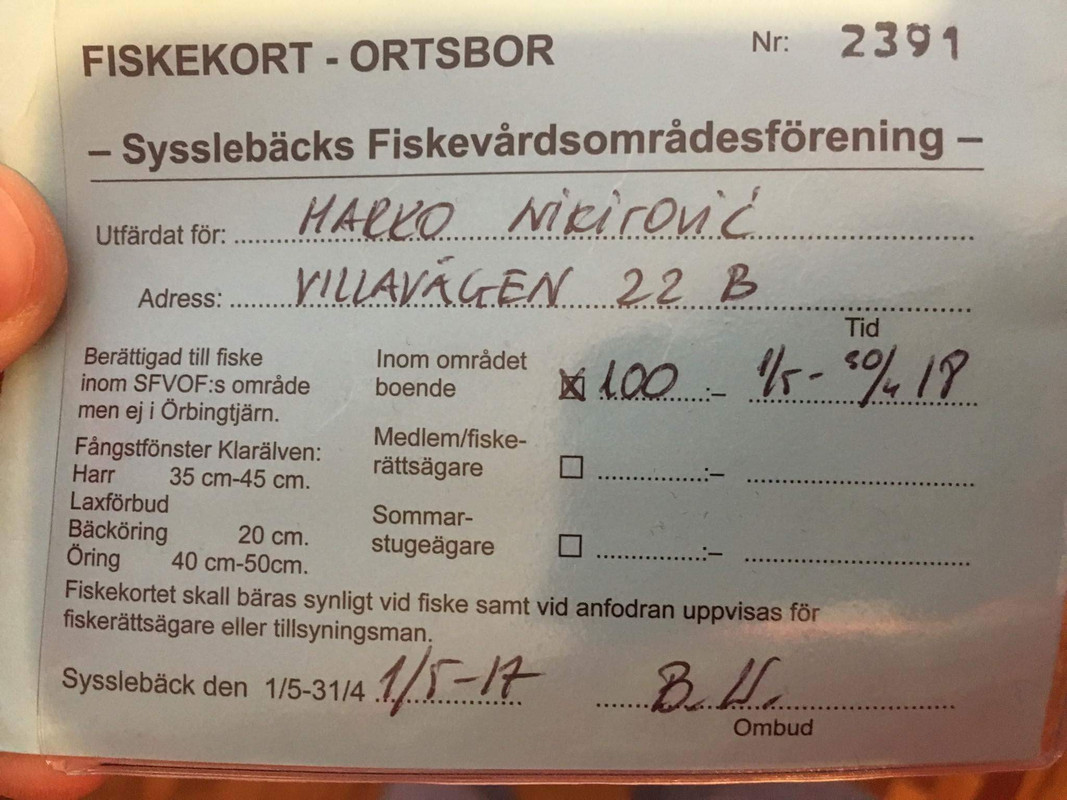 FISKEKORT - ORTSBOR Nr: 2391
– Sysslebäcks Fiskevårdsområdesförening –
Utfärdat för: MARKO NIKITOVIĆ
Adress: VILLAVÄGEN 22 B
Tid
Berättigad till fiske
inom SFVOF:s område
men ej i Örbingtjärn.
Inom området
boende
100 :– 1/5 - 30/4 18
Fångstfönster Klarälven:
Harr 35 cm-45 cm.
Laxförbud
Bäcköring 20 cm.
Öring 40 cm-50cm.
Medlem/fiske-
rättsägare
:–
Sommar-
stugeägare
:–
Fiskekortet skall bäras synligt vid fiske samt vid anfodran uppvisas för
fiskerättsägare eller tillsyningsman.
Sysslebäck den 1/5-31/4 1/5-17
Ombud